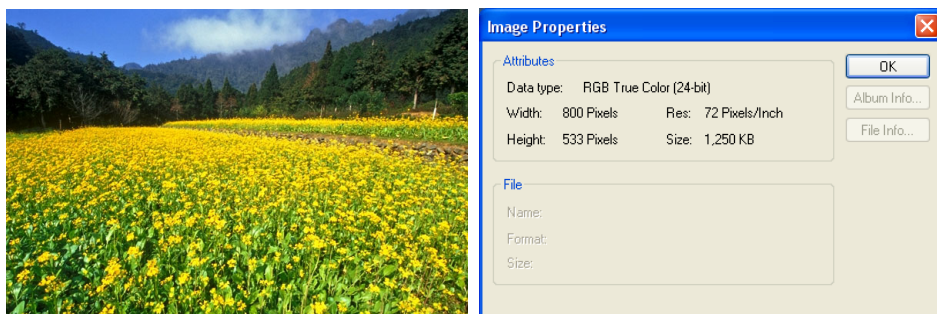 Image Properties
Attributes
Data type: RGB True Color (24-bit)
Width: 800 Pixels Res: 72 Pixels/Inch
Height: 533 Pixels Size: 1,250 KB
OK
Album Info...
File Info...
File
Name:
Format:
Size: